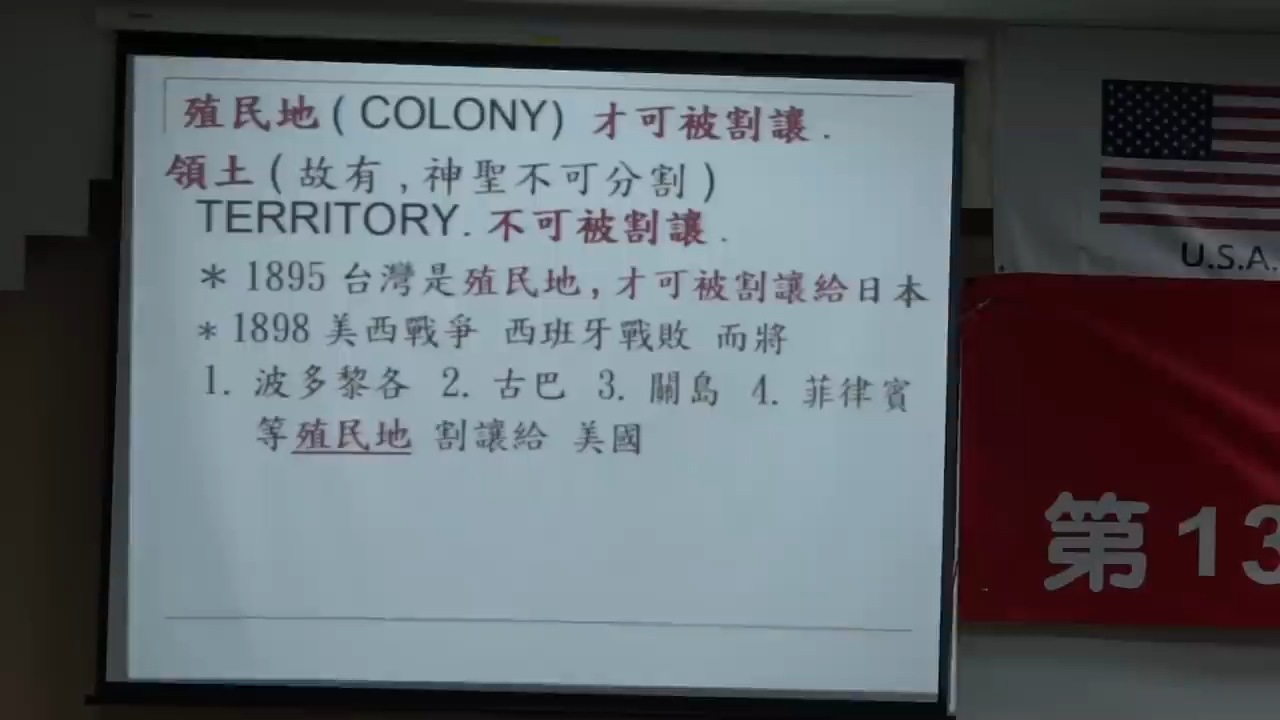 殖民地(COLONY) 才可被割讓.
領土(故有,神聖不可分割)
TERRITORY.不可被割讓.
* 1895 台灣是殖民地,才可被割讓給日本
* 1898 美西戰爭 西班牙戰敗 而將
1. 波多黎各 2. 古巴 3. 關島 4. 菲律賓
等殖民地 割讓給 美國
U.S.A.
第13